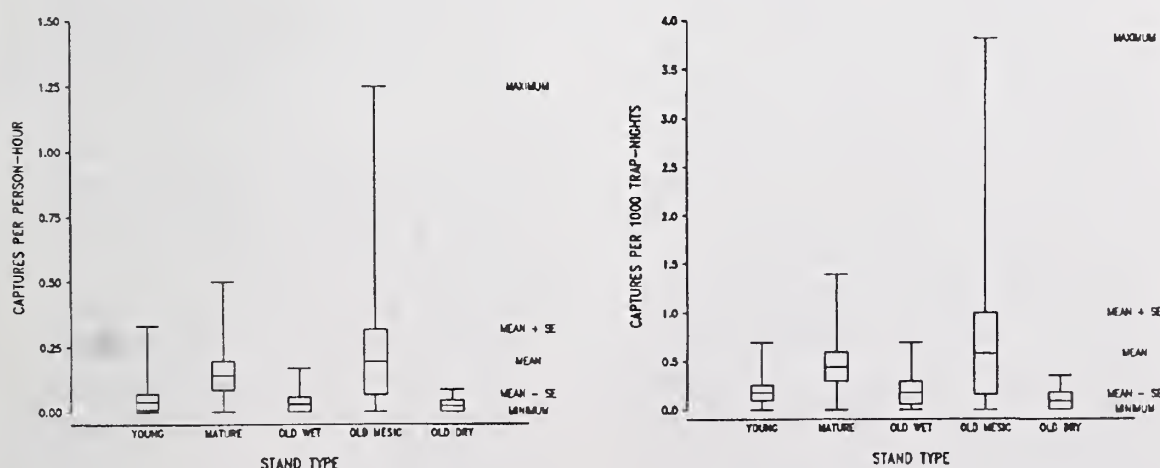 1.50
1.25
1.00
0.75
0.50
0.25
0.00
CAPTURES PER PERSON-HOUR
MAXIMUM
MEAN + SE
MEAN
MEAN - SE
MINIMUM
YOUNG MATURE OLD WET OLD MESIC OLD DRY
STAND TYPE
4.0
3.5
3.0
2.5
2.0
1.5
1.0
0.5
0.0
CAPTURES PER 1000 TRAP-NIGHTS
MAXIMUM
MEAN + SE
MEAN
MEAN - SE
MINIMUM
YOUNG MATURE OLD WET OLD MESIC OLD DRY
STAND TYPE